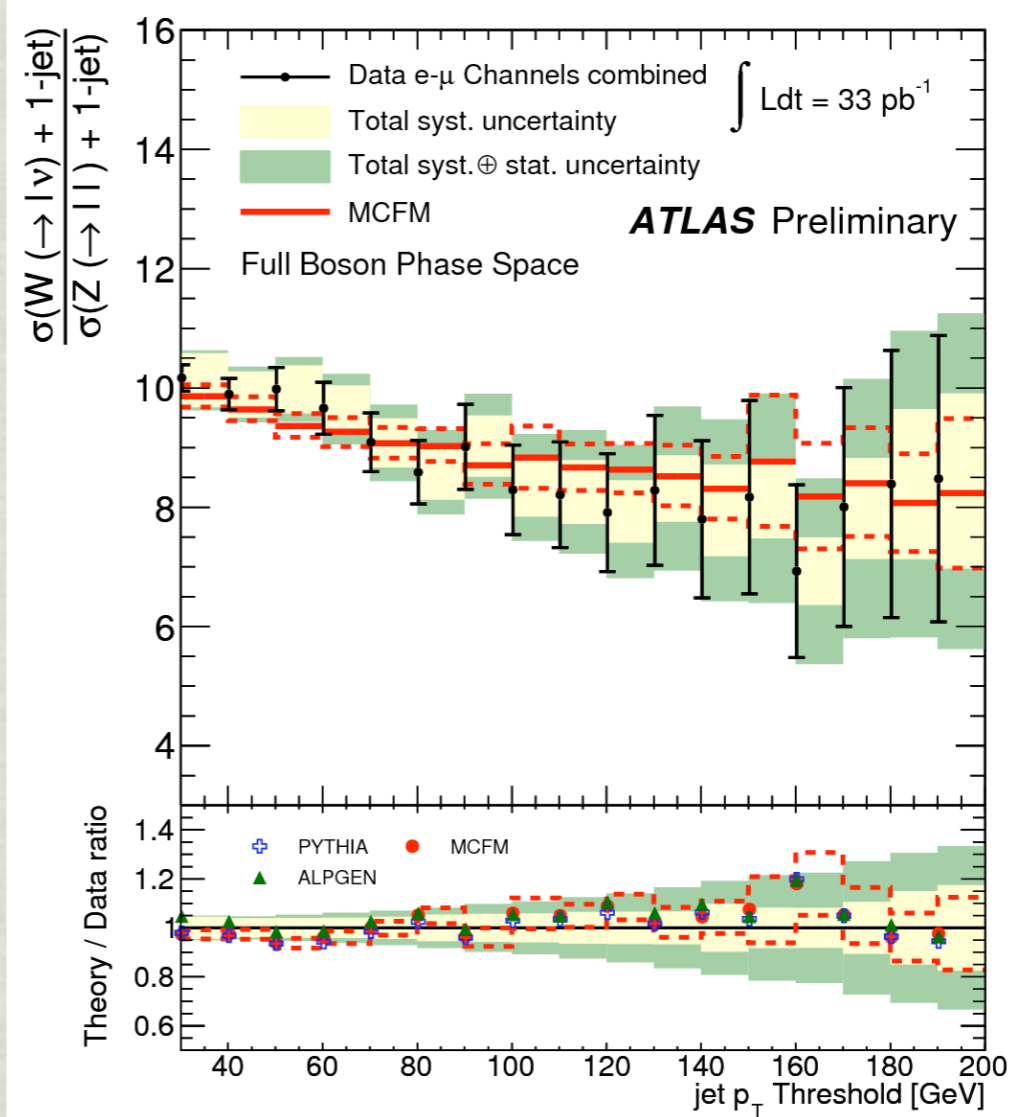 σ(W (→ l ν) + 1-jet)
σ(Z (→ l l ) + 1-jet)
16
14
12
10
8
6
4
Data e-μ Channels combined
Total syst. uncertainty
Total syst.⊕ stat. uncertainty
MCFM
Full Boson Phase Space
∫ Ldt = 33 pb⁻¹
ATLAS Preliminary
Theory / Data ratio
1.4
1.2
1
0.8
0.6
PYTHIA
MCFM
ALPGEN
40 60 80 100 120 140 160 180 200
jet p_T Threshold [GeV]